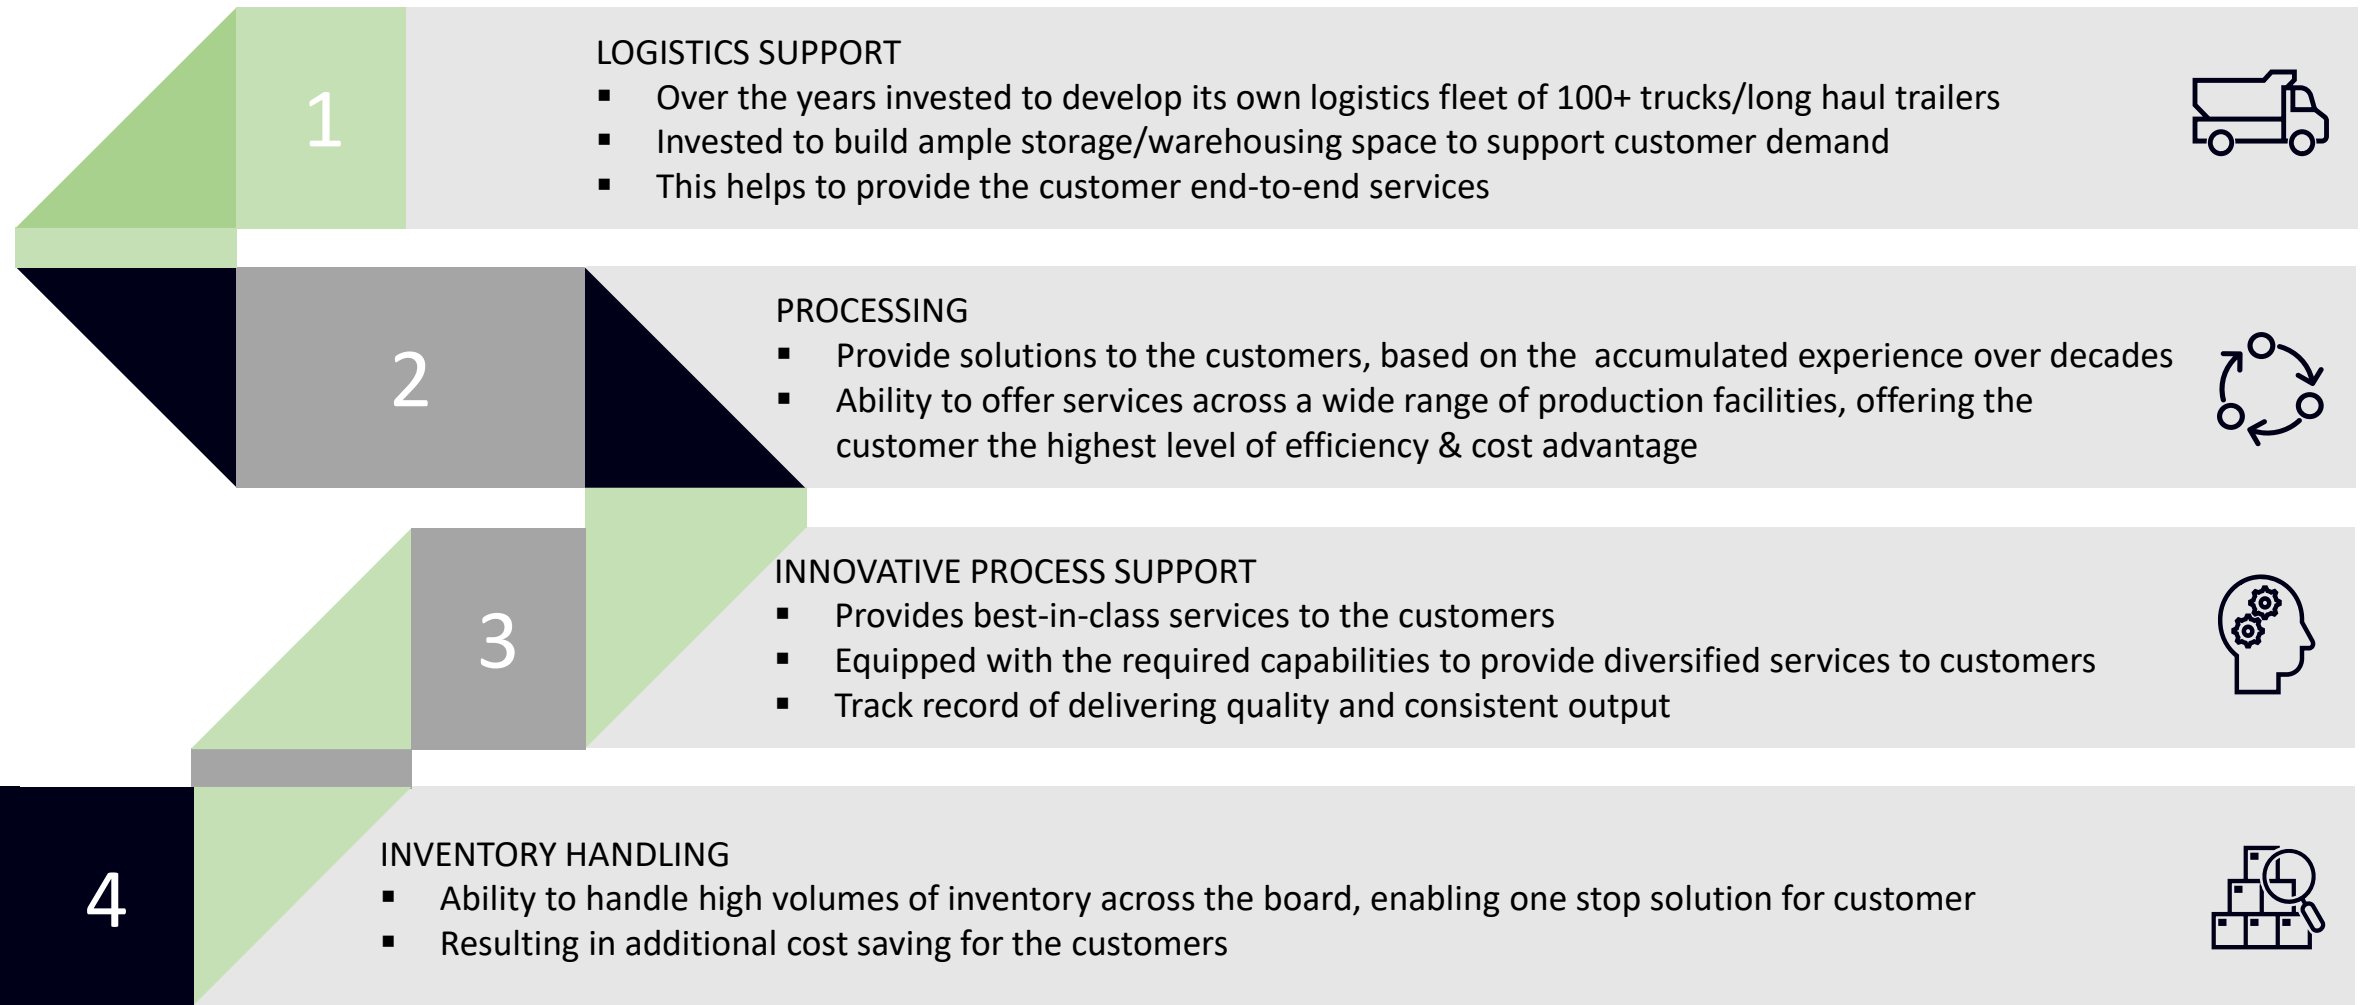 1
LOGISTICS SUPPORT
▪ Over the years invested to develop its own logistics fleet of 100+ trucks/long haul trailers
▪ Invested to build ample storage/warehousing space to support customer demand
▪ This helps to provide the customer end-to-end services
2
PROCESSING
▪ Provide solutions to the customers, based on the  accumulated experience over decades
▪ Ability to offer services across a wide range of production facilities, offering the
customer the highest level of efficiency & cost advantage
3
INNOVATIVE PROCESS SUPPORT
▪ Provides best-in-class services to the customers
▪ Equipped with the required capabilities to provide diversified services to customers
▪ Track record of delivering quality and consistent output
4
INVENTORY HANDLING
▪ Ability to handle high volumes of inventory across the board, enabling one stop solution for customer
▪ Resulting in additional cost saving for the customers